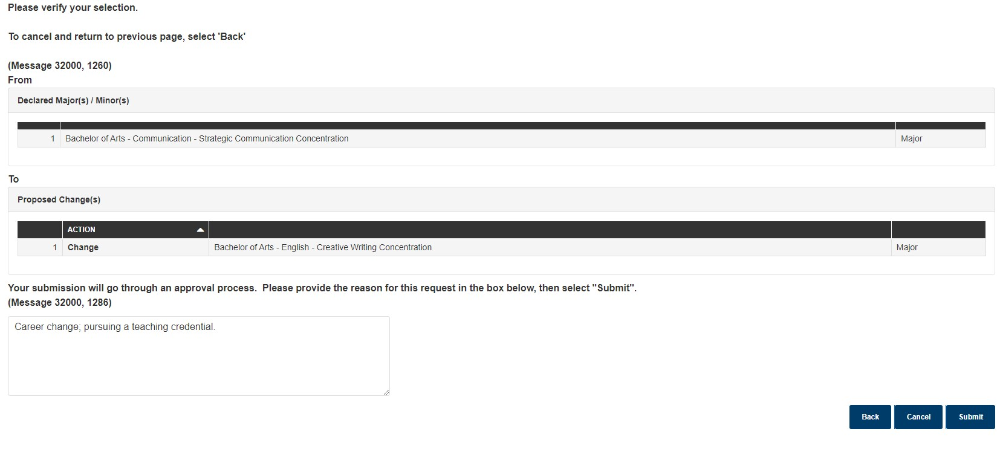 Please verify your selection.
To cancel and return to previous page, select 'Back'
(Message 32000, 1260)
From
Declared Major(s) / Minor(s)
1 Bachelor of Arts - Communication - Strategic Communication Concentration Major
To
Proposed Change(s)
ACTION
1 Change Bachelor of Arts - English - Creative Writing Concentration Major
Your submission will go through an approval process.  Please provide the reason for this request in the box below, then select "Submit".
(Message 32000, 1286)
Career change; pursuing a teaching credential.
Back Cancel Submit